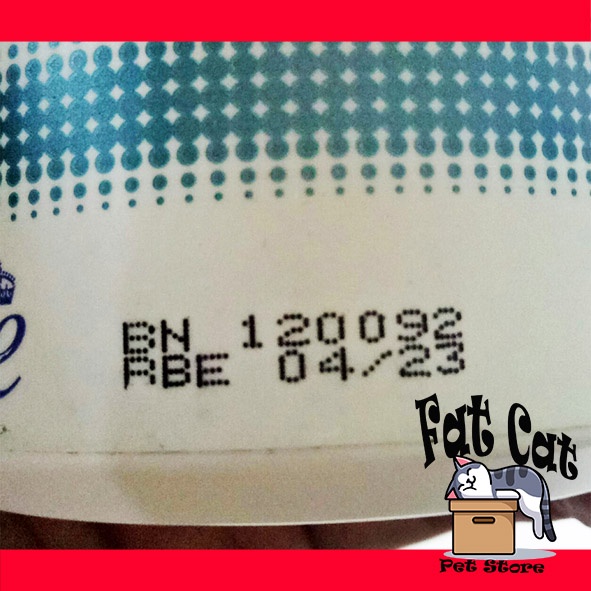 BN 120092
RBE 04/23
Fat Cat
Pet Store